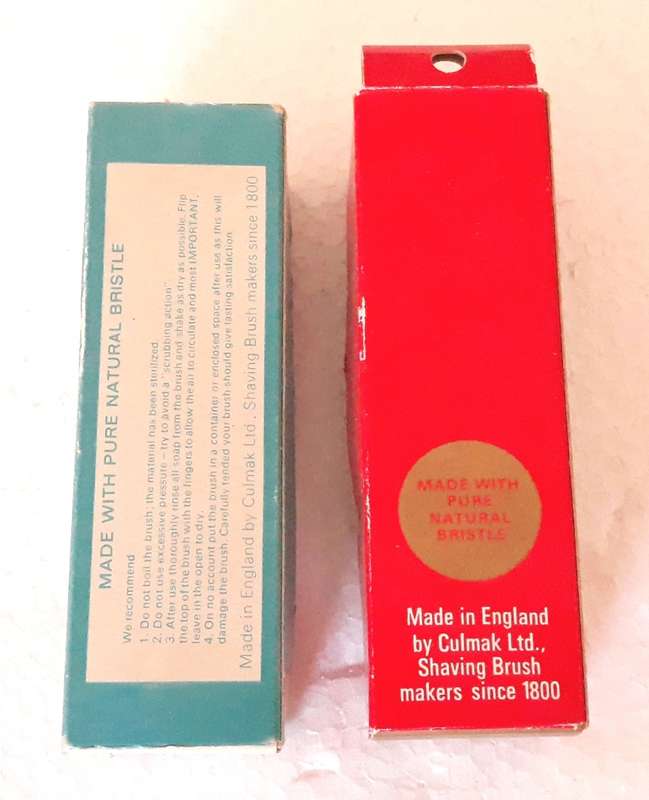 MADE WITH PURE NATURAL BRISTLE
We recommend
1. Do not boil the brush; the material has been sterilized.
2. Do not use excessive pressure – try to avoid a "scrubbing action"
3. After use thoroughly rinse all soap from the brush and shake as dry as possible. Flip
the top of the brush with the fingers to allow the air to circulate and most IMPORTANT,
leave in the open to dry.
4. On no account put the brush in a container or enclosed space after use as this will
damage the brush. Carefully tended your brush should give lasting satisfaction.
Made in England by Culmak Ltd., Shaving Brush makers since 1800
MADE WITH
PURE
NATURAL
BRISTLE
Made in England
by Culmak Ltd.,
Shaving Brush
makers since 1800